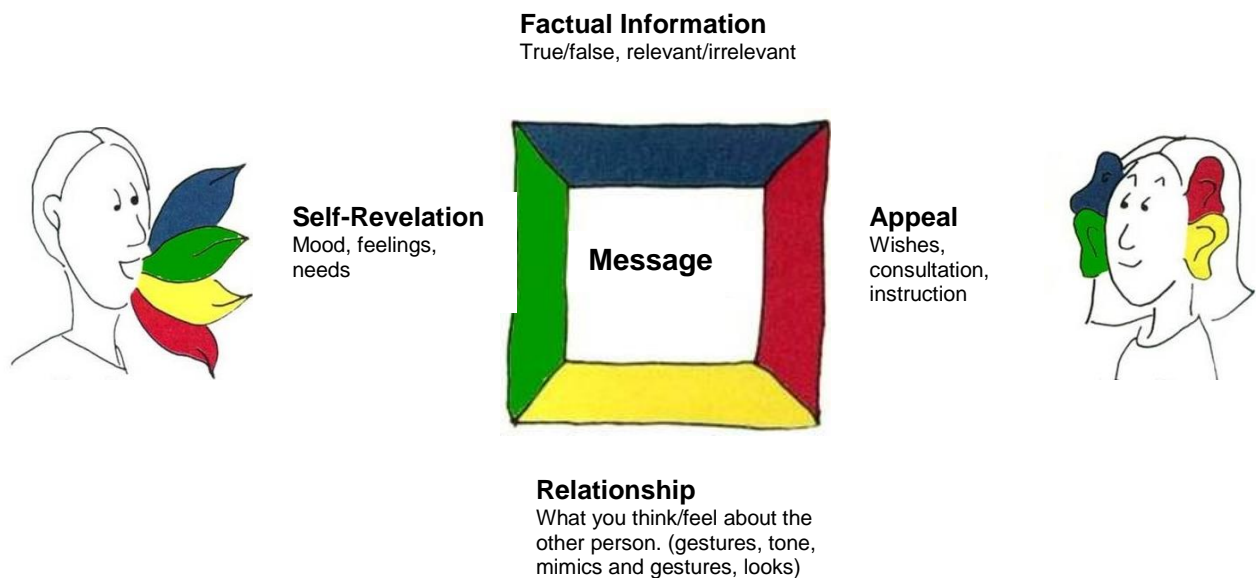 Factual Information
True/false, relevant/irrelevant
Self-Revelation
Mood, feelings,
needs
Message
Appeal
Wishes,
consultation,
instruction
Relationship
What you think/feel about the
other person. (gestures, tone,
mimics and gestures, looks)